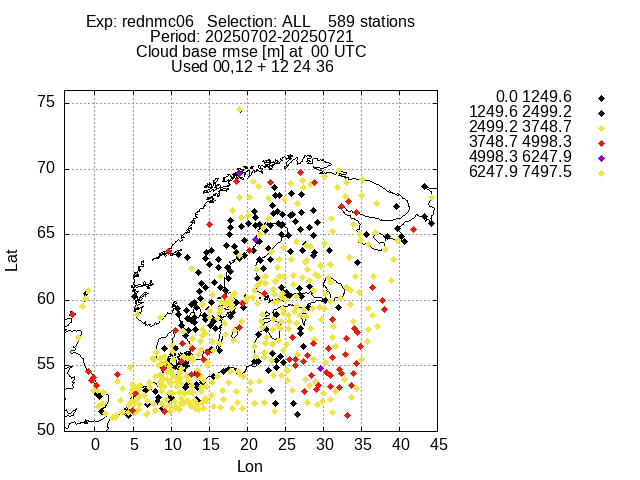 Exp: rednmc06 Selection: ALL 589 stations
Period: 20250702-20250721
Cloud base rmse [m] at 00 UTC
Used 00,12 + 12 24 36
0.0 1249.6
1249.6 2499.2
2499.2 3748.7
3748.7 4998.3
4998.3 6247.9
6247.9 7497.5
75
70
65
60
55
50
Lat
0 5 10 15 20 25 30 35 40 45
Lon